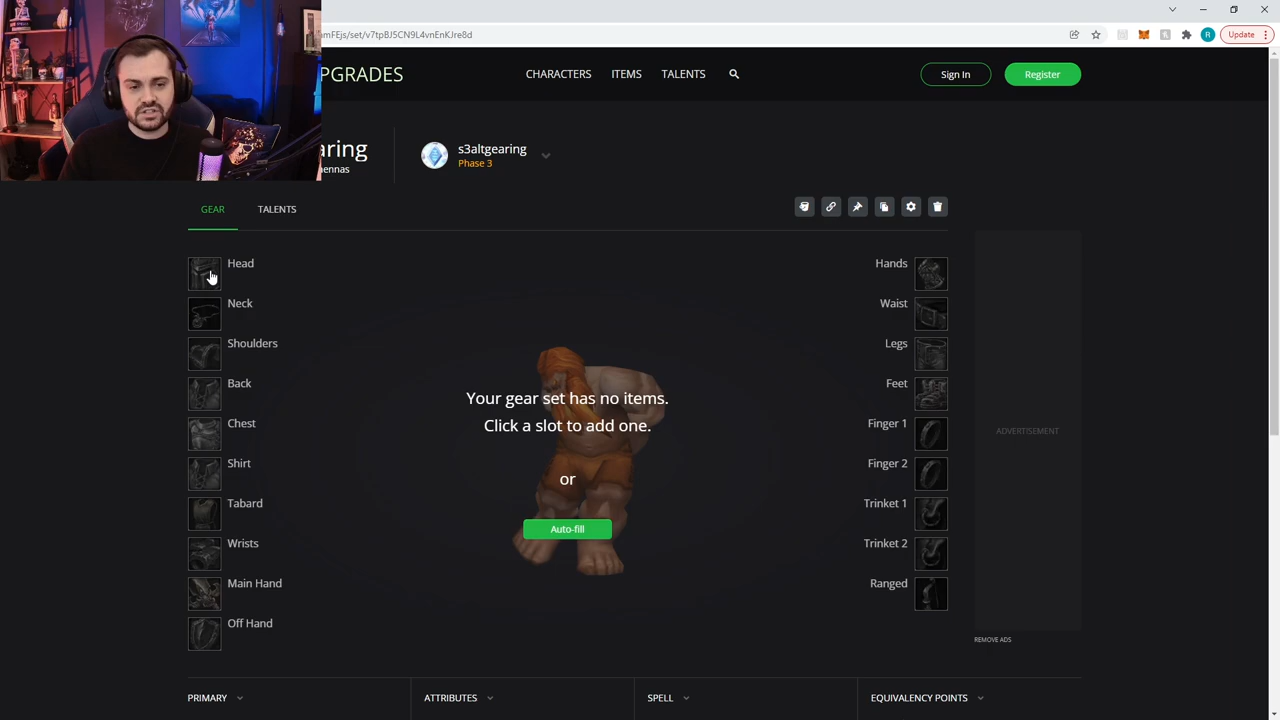 mFEjs/set/v7tpBJ5CN9L4vnEnKJre8d
R
Update
PGRADES
CHARACTERS
ITEMS
TALENTS
Sign In
Register
aring
ennas
s3altgearing
Phase 3
GEAR
TALENTS
Head
Neck
Shoulders
Back
Chest
Shirt
Tabard
Wrists
Main Hand
Off Hand
Your gear set has no items.
Click a slot to add one.
or
Auto-fill
Hands
Waist
Legs
Feet
Finger 1
Finger 2
Trinket 1
Trinket 2
Ranged
ADVERTISEMENT
REMOVE ADS
PRIMARY
ATTRIBUTES
SPELL
EQUIVALENCY POINTS